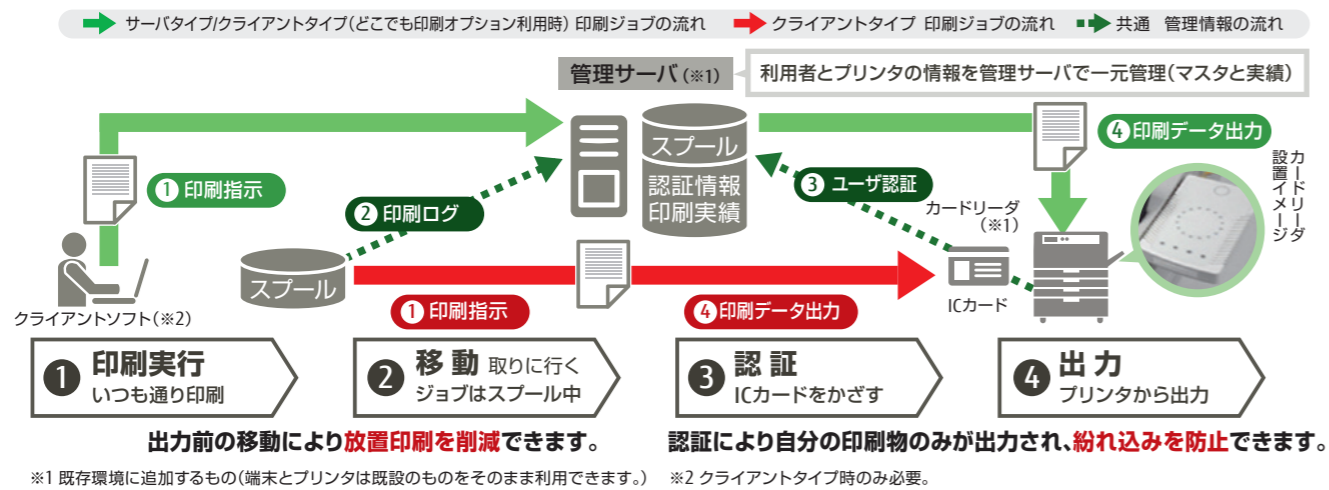 サーバタイプ/クライアントタイプ(どこでも印刷オプション利用時) 印刷ジョブの流れ クライアントタイプ 印刷ジョブの流れ 共通 管理情報の流れ
管理サーバ(※1)
利用者とプリンタの情報を管理サーバで一元管理(マスタと実績)
❶印刷指示
❷印刷ログ
スプール
認証情報
印刷実績
❸ユーザ認証
❹印刷データ出力
カードリーダ
(※1)
カードリーダ
設置イメージ
ICカード
スプール
クライアントソフト(※2)
❶印刷指示
❹印刷データ出力
❶ 印刷実行
いつも通り印刷
❷ 移動 取りに行く
ジョブはスプール中
❸ 認証
ICカードをかざす
❹ 出力
プリンタから出力
出力前の移動により放置印刷を削減できます。
認証により自分の印刷物のみが出力され、紛れ込みを防止できます。
※1 既存環境に追加するもの(端末とプリンタは既設のものをそのまま利用できます。) ※2 クライアントタイプ時のみ必要。